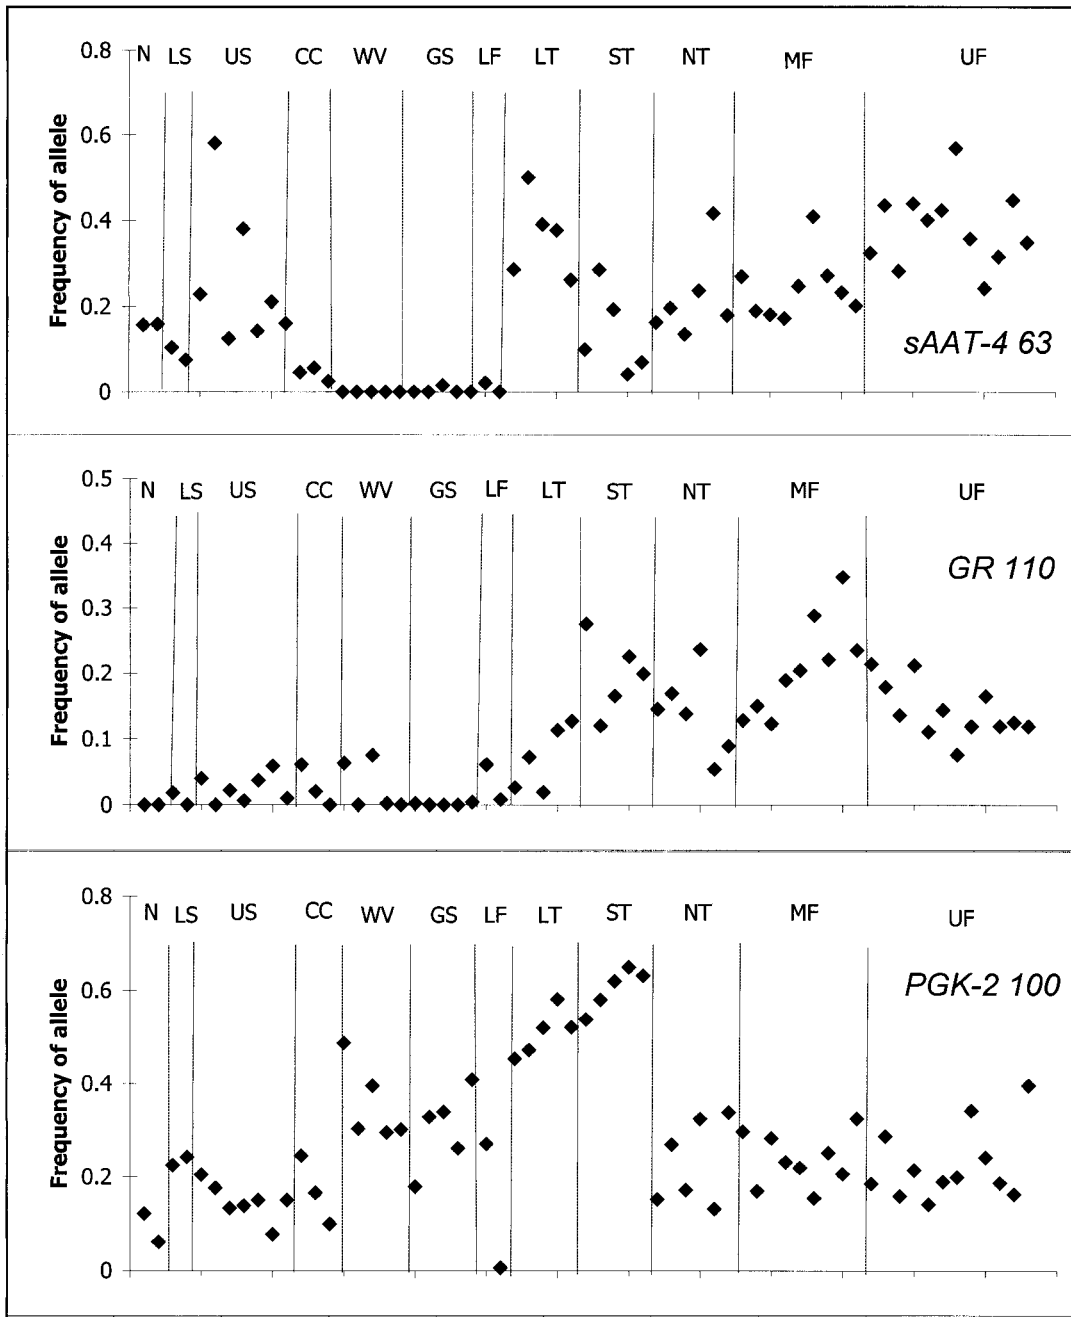 N LS US CC WV GS LF LT ST NT MF UF
0.8
0.6
0.4
0.2
0
Frequency of allele
sAAT-4 63
N LS US CC WV GS LF LT ST NT MF UF
0.5
0.4
0.3
0.2
0.1
0
Frequency of allele
GR 110
N LS US CC WV GS LF LT ST NT MF UF
0.8
0.6
0.4
0.2
0
Frequency of allele
PGK-2 100